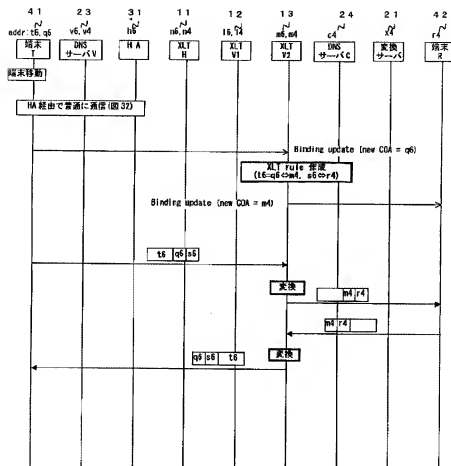 41 23 31 11 12 13 24 21 42
addr:t6,q6 v6,v4 h6 n6,n4 l6,l4 m6,m4 c4 x4 r4
端末 T
DNS サーバV
HA
XLT H
XLT V1
XLT V2
DNS サーバC
変換 サーバ
端末 R
端末移動
HA経由で普通に通信(図32)
Binding update (new COA = q6)
XLT rule 作成
(t6=q6⇔m4, s6⇔r4)
Binding update (new COA = m4)
t6 q6 s6
変換
m4 r4
m4 r4
q6 s6 t6
変換